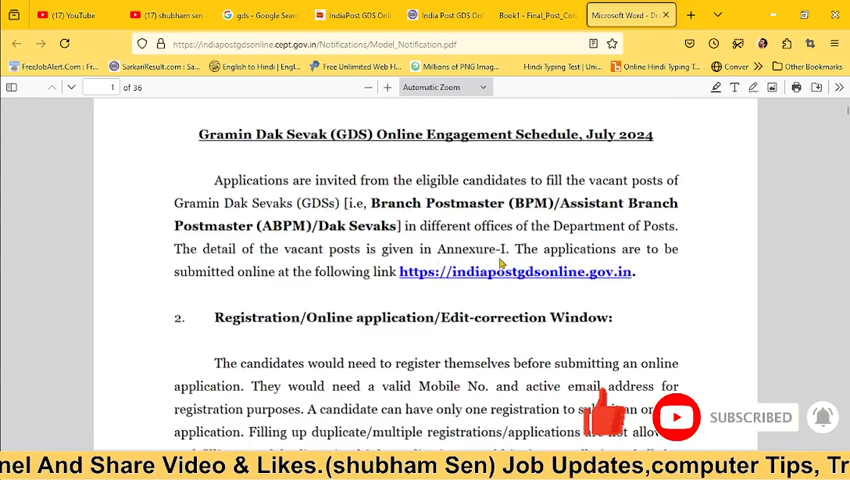 (17) YouTube
(17) shubham sen -
gds - Google Sear
IndiaPost GDS Onl
India Post GDS Onl
Book1 - Final_Post_Con
Microsoft Word - D
https://indiapostgdsonline.cept.gov.in/Notifications/Model_Notification.pdf
FreeJobAlert.Com : Free
SarkariResult.com : Sa
English to Hindi | Engl
Free Unlimited Web H
Millions of PNG Imag
Hindi Typing Test | Uni
Online Hindi Typing T
Conver
Other Bookmarks
1 of 36
Automatic Zoom
Gramin Dak Sevak (GDS) Online Engagement Schedule, July 2024
Applications are invited from the eligible candidates to fill the vacant posts of
Gramin Dak Sevaks (GDSs) [i.e, Branch Postmaster (BPM)/Assistant Branch
Postmaster (ABPM)/Dak Sevaks] in different offices of the Department of Posts.
The detail of the vacant posts is given in Annexure-I. The applications are to be
submitted online at the following link https://indiapostgdsonline.gov.in.
2. Registration/Online application/Edit-correction Window:
The candidates would need to register themselves before submitting an online
application. They would need a valid Mobile No. and active email address for
registration purposes. A candidate can have only one registration to
application. Filling up duplicate/multiple registrations/applications
SUBSCRIBED
nel And Share Video & Likes.(shubham Sen) Job Updates,computer Tips, Tr